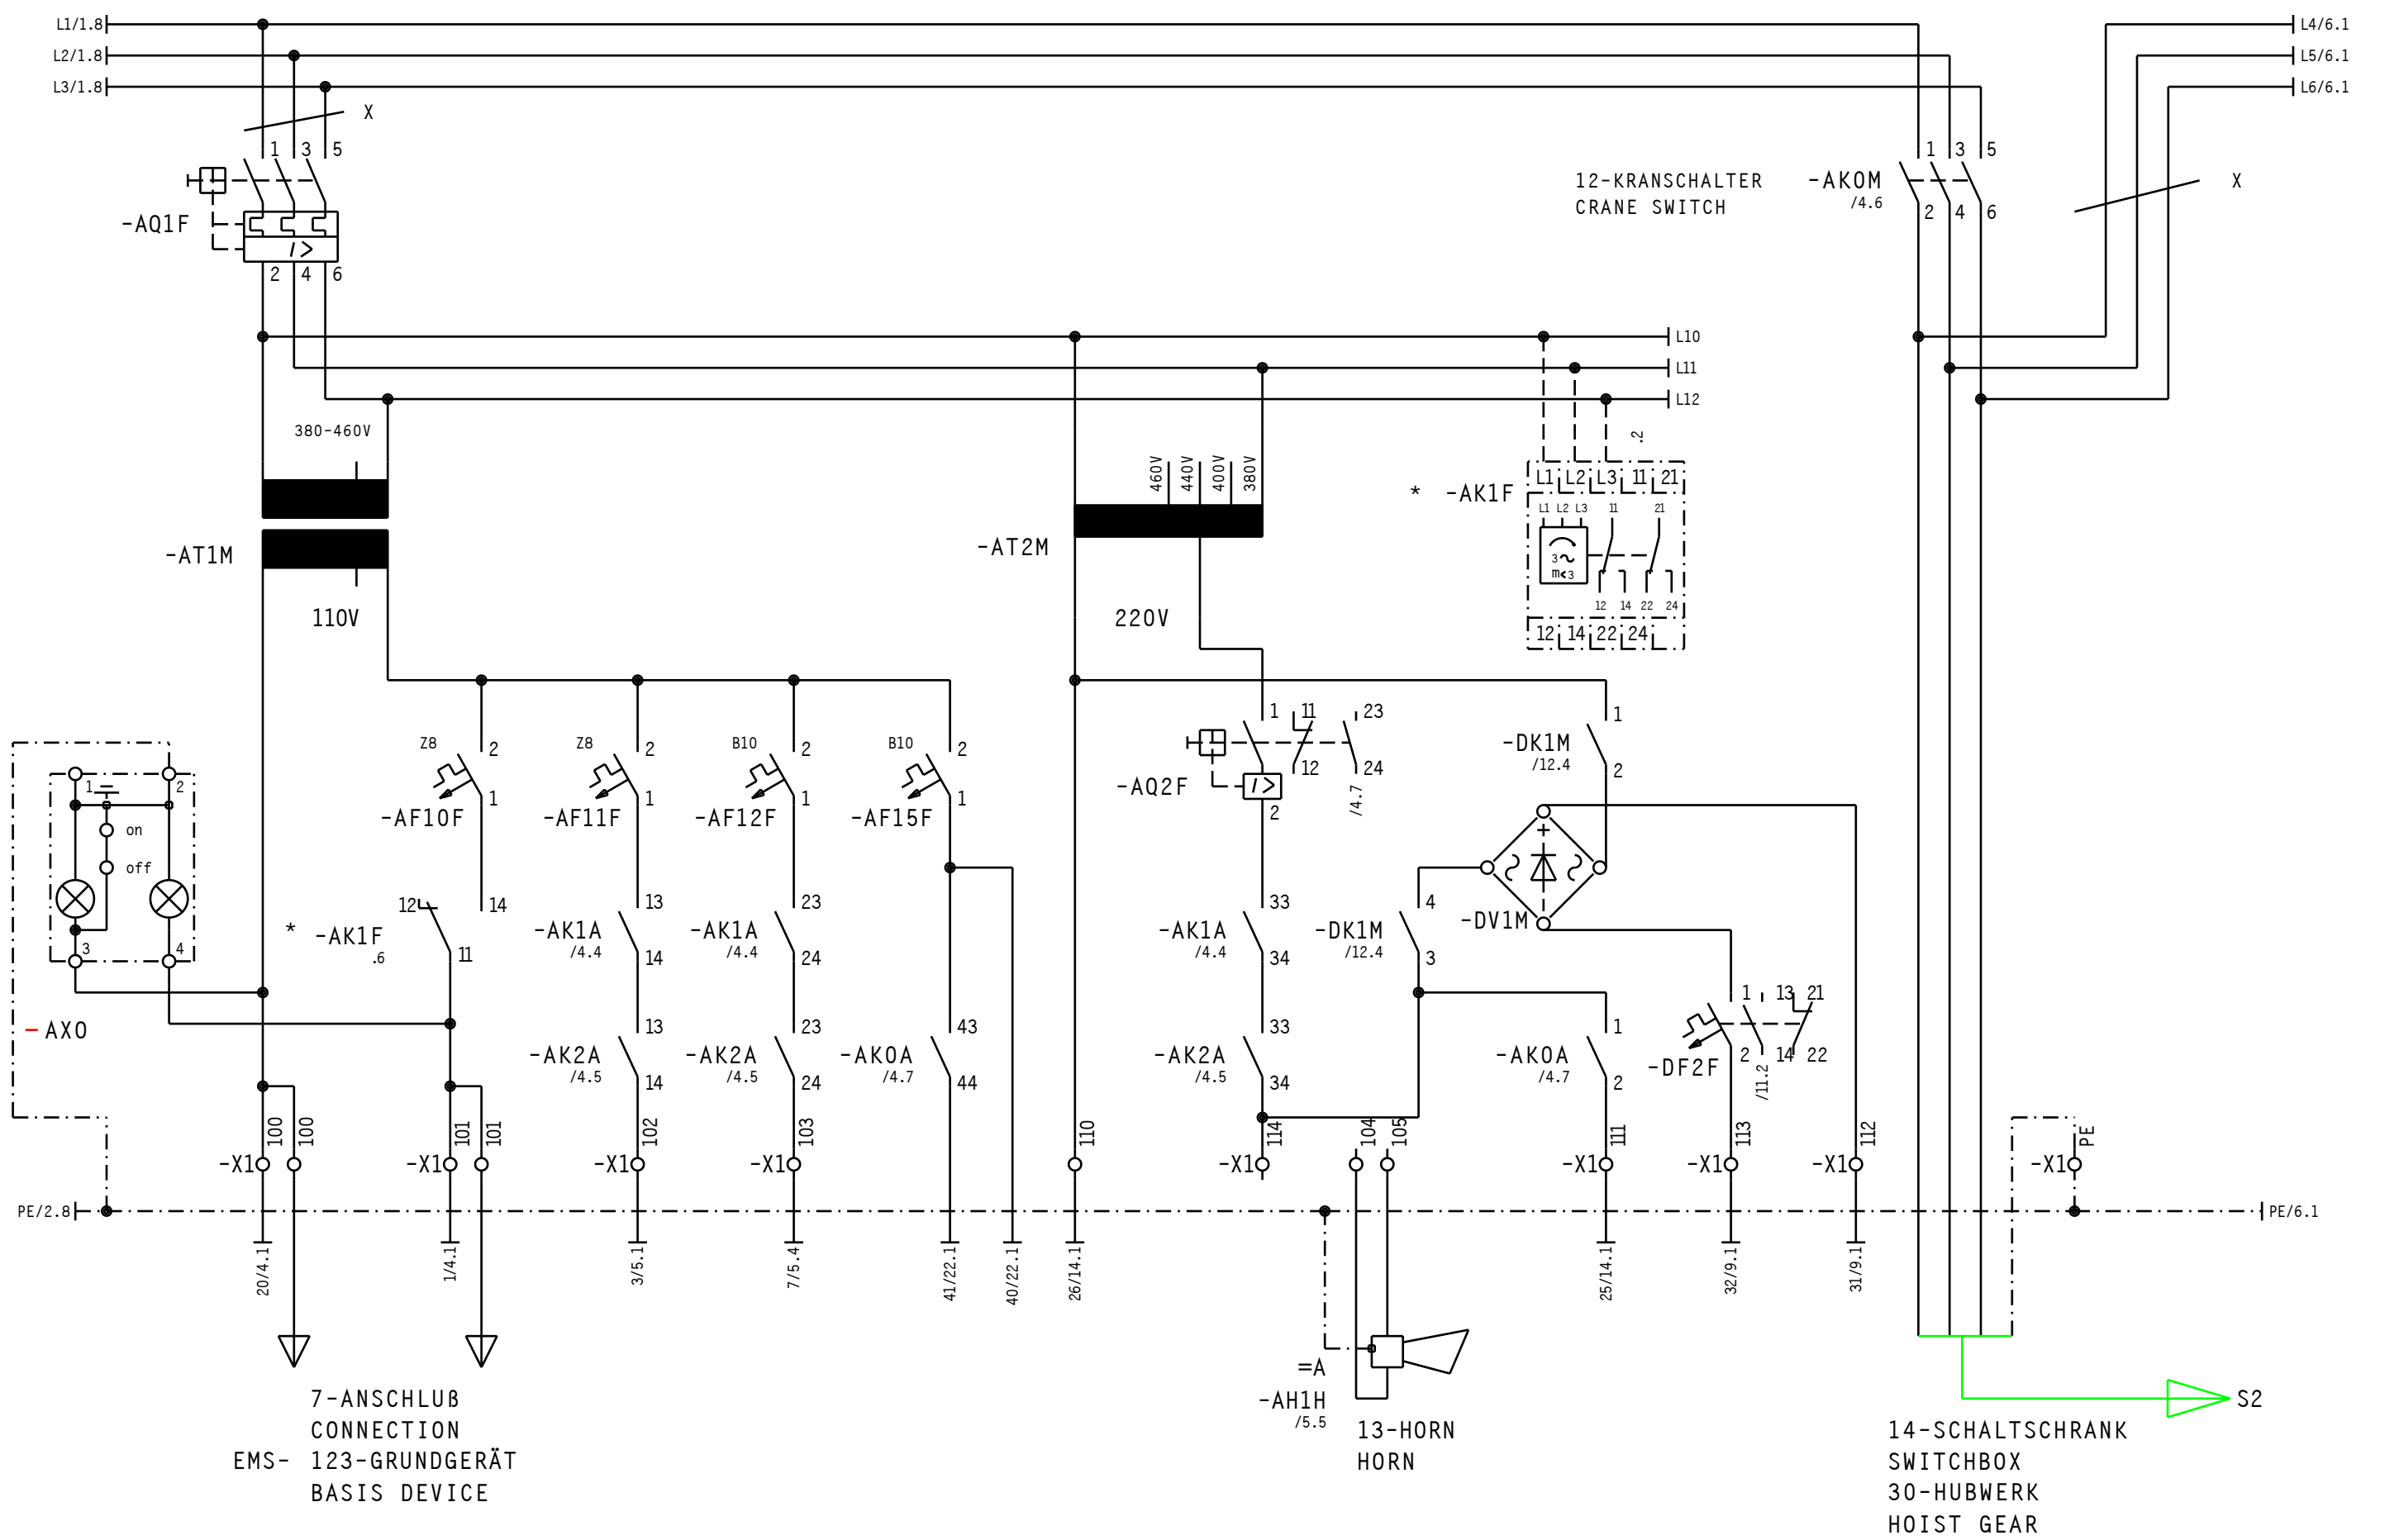 L1/1.8
L4/6.1
L2/1.8
L5/6.1
L3/1.8
L6/6.1
X
1 3 5
-AQ1F
I >
2 4 6
12-KRANSCHALTER
CRANE SWITCH
-AK0M
/4.6
1 3 5
2 4 6
X
L10
L11
L12
380-460V
-AT1M
110V
460V
440V
400V
380V
-AT2M
220V
.2
* -AK1F
L1 L2 L3 11 21
L1 L2 L3 11 21
3~
m<3
12 14 22 24
12 14 22 24
1 2
on
off
3 4
- AX0
Z8
2
1
-AF10F
Z8
2
1
-AF11F
B10
2
1
-AF12F
B10
2
1
-AF15F
12 14
* -AK1F
.6
11
13
-AK1A
/4.4
14
23
-AK1A
/4.4
24
13
-AK2A
/4.5
14
23
-AK2A
/4.5
24
43
-AK0A
/4.7
44
1 11 23
-AQ2F
I >
12 24
2
/4.7
-DK1M
/12.4
1
2
+
-
-DV1M
33
-AK1A
/4.4
34
4
-DK1M
/12.4
3
33
-AK2A
/4.5
34
1
-AK0A
/4.7
2
1 13 21
-DF2F
2 14 22
/11.2
100
100
-X1
101
101
-X1
102
-X1
103
-X1
110
114
-X1
104
105
111
-X1
113
-X1
112
-X1
PE
-X1
PE/2.8
PE/6.1
20/4.1
1/4.1
3/5.1
7/5.4
41/22.1
40/22.1
26/14.1
25/14.1
32/9.1
31/9.1
7-ANSCHLUß
CONNECTION
EMS- 123-GRUNDGERÄT
BASIS DEVICE
=A
-AH1H
/5.5
13-HORN
HORN
S2
14-SCHALTSCHRANK
SWITCHBOX
30-HUBWERK
HOIST GEAR